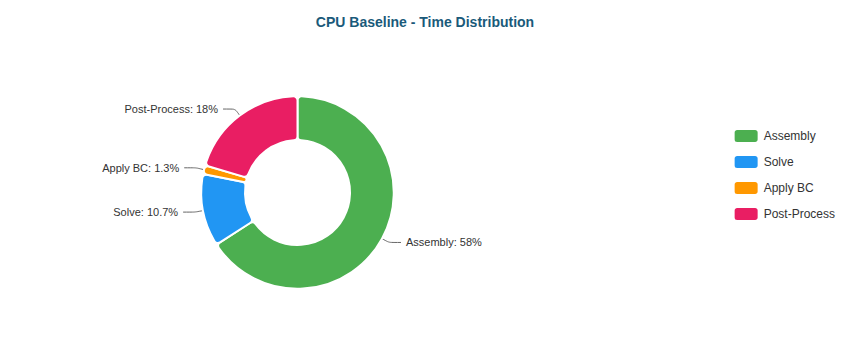 CPU Baseline - Time Distribution
Post-Process: 18%
Apply BC: 1.3%
Solve: 10.7%
Assembly: 58%
Assembly
Solve
Apply BC
Post-Process